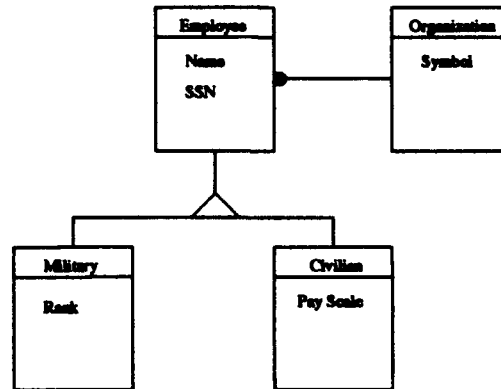 Employee
Name
SSN
Organization
Symbol
Military
Rank
Civilian
Pay Scale